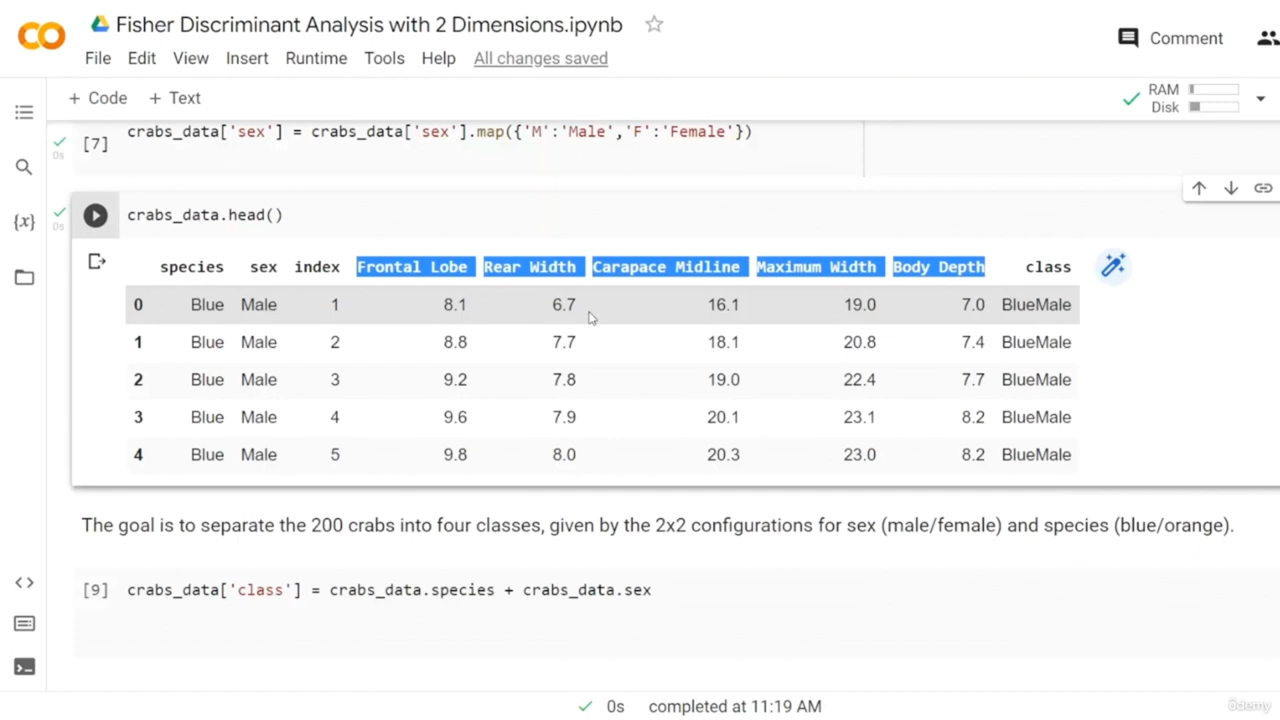 Fisher Discriminant Analysis with 2 Dimensions.ipynb
Comment
File Edit View Insert Runtime Tools Help All changes saved
+ Code + Text
RAM
Disk
[7] crabs_data['sex'] = crabs_data['sex'].map({'M':'Male','F':'Female'})
0s
crabs_data.head()
0s
species sex index Frontal Lobe Rear Width Carapace Midline Maximum Width Body Depth class
0 Blue Male 1 8.1 6.7 16.1 19.0 7.0 BlueMale
1 Blue Male 2 8.8 7.7 18.1 20.8 7.4 BlueMale
2 Blue Male 3 9.2 7.8 19.0 22.4 7.7 BlueMale
3 Blue Male 4 9.6 7.9 20.1 23.1 8.2 BlueMale
4 Blue Male 5 9.8 8.0 20.3 23.0 8.2 BlueMale
The goal is to separate the 200 crabs into four classes, given by the 2x2 configurations for sex (male/female) and species (blue/orange).
[9] crabs_data['class'] = crabs_data.species + crabs_data.sex
0s completed at 11:19 AM
ûdemy